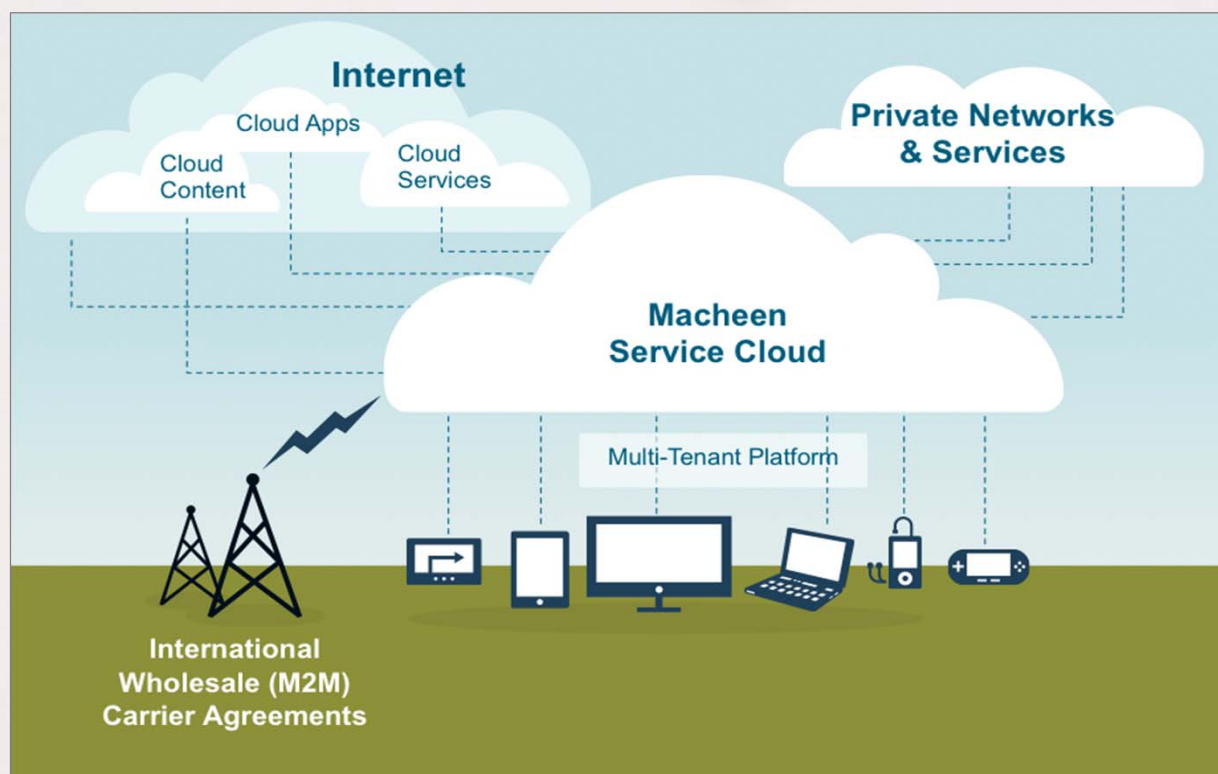 Internet
Cloud Apps
Cloud
Content
Cloud
Services
Private Networks
& Services
Macheen
Service Cloud
Multi-Tenant Platform
International
Wholesale (M2M)
Carrier Agreements